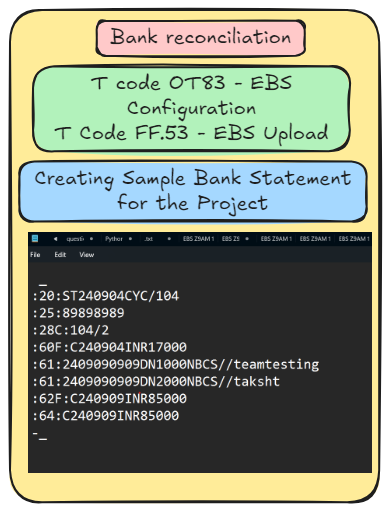 Bank reconciliation
T code OT83 - EBS
Configuration
T Code FF.53 - EBS Upload
Creating Sample Bank Statement
for the Project
.txt EBS Z9AM 1 EBS Z9 EBS Z9AM 1 EBS Z9AM 1 EBS Z9AM 1
File Edit View
_
:20:ST240904CYC/104
:25:89898989
:28C:104/2
:60F:C240904INR17000
:61:2409090909DN1000NBCS//teamtesting
:61:2409090909DN2000NBCS//taksht
:62F:C240909INR85000
:64:C240909INR85000
-_